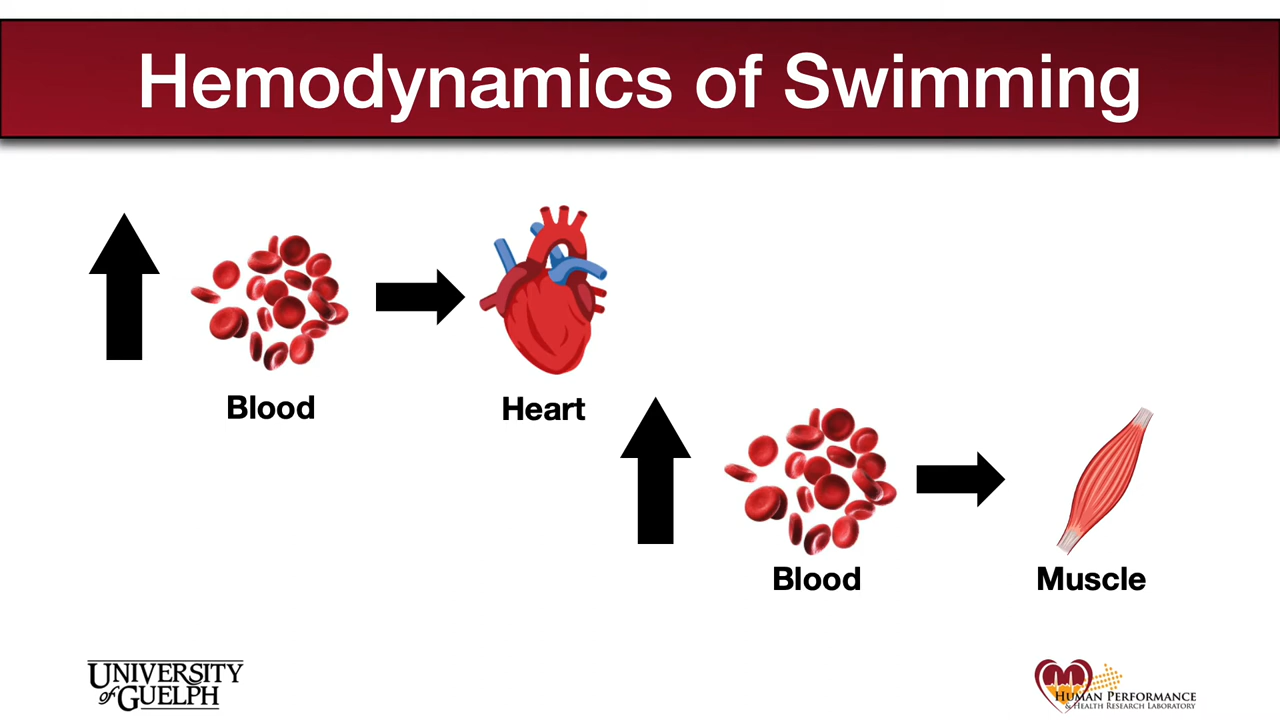 Hemodynamics of Swimming
Blood
Heart
Blood
Muscle
UNIVERSITY
of GUELPH
HUMAN PERFORMANCE
& HEALTH RESEARCH LABORATORY